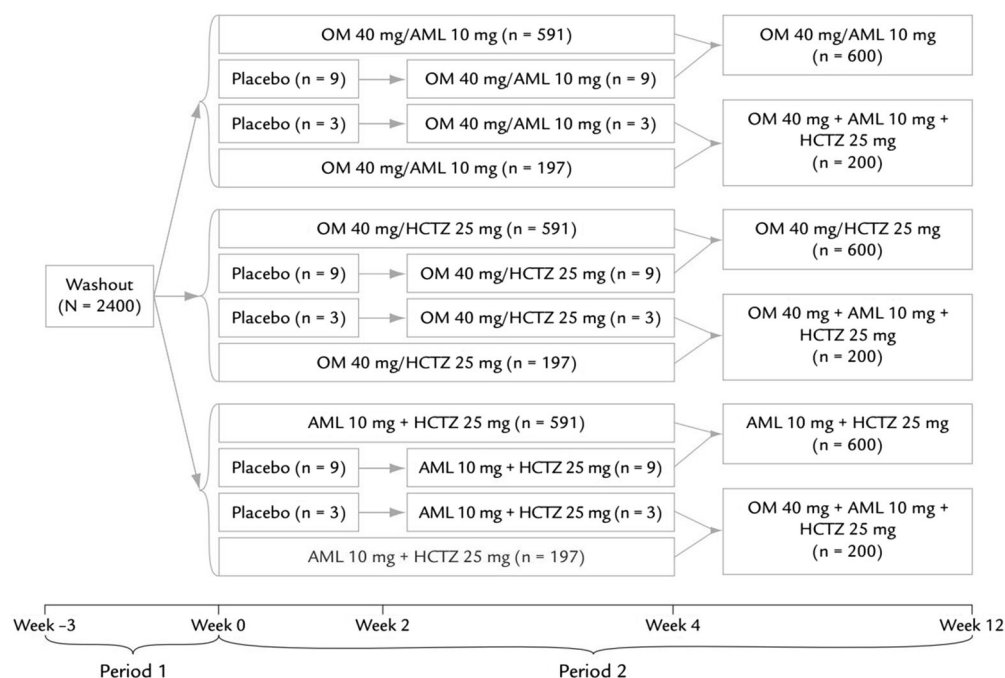 OM 40 mg/AML 10 mg (n = 591)
Placebo (n = 9)
OM 40 mg/AML 10 mg (n = 9)
Placebo (n = 3)
OM 40 mg/AML 10 mg (n = 3)
OM 40 mg/AML 10 mg (n = 197)
OM 40 mg/AML 10 mg
(n = 600)
OM 40 mg + AML 10 mg +
HCTZ 25 mg
(n = 200)
Washout
(N = 2400)
OM 40 mg/HCTZ 25 mg (n = 591)
Placebo (n = 9)
OM 40 mg/HCTZ 25 mg (n = 9)
Placebo (n = 3)
OM 40 mg/HCTZ 25 mg (n = 3)
OM 40 mg/HCTZ 25 mg (n = 197)
OM 40 mg/HCTZ 25 mg
(n = 600)
OM 40 mg + AML 10 mg +
HCTZ 25 mg
(n = 200)
AML 10 mg + HCTZ 25 mg (n = 591)
Placebo (n = 9)
AML 10 mg + HCTZ 25 mg (n = 9)
Placebo (n = 3)
AML 10 mg + HCTZ 25 mg (n = 3)
AML 10 mg + HCTZ 25 mg (n = 197)
AML 10 mg + HCTZ 25 mg
(n = 600)
OM 40 mg + AML 10 mg +
HCTZ 25 mg
(n = 200)
Week –3
Week 0
Week 2
Week 4
Week 12
Period 1
Period 2